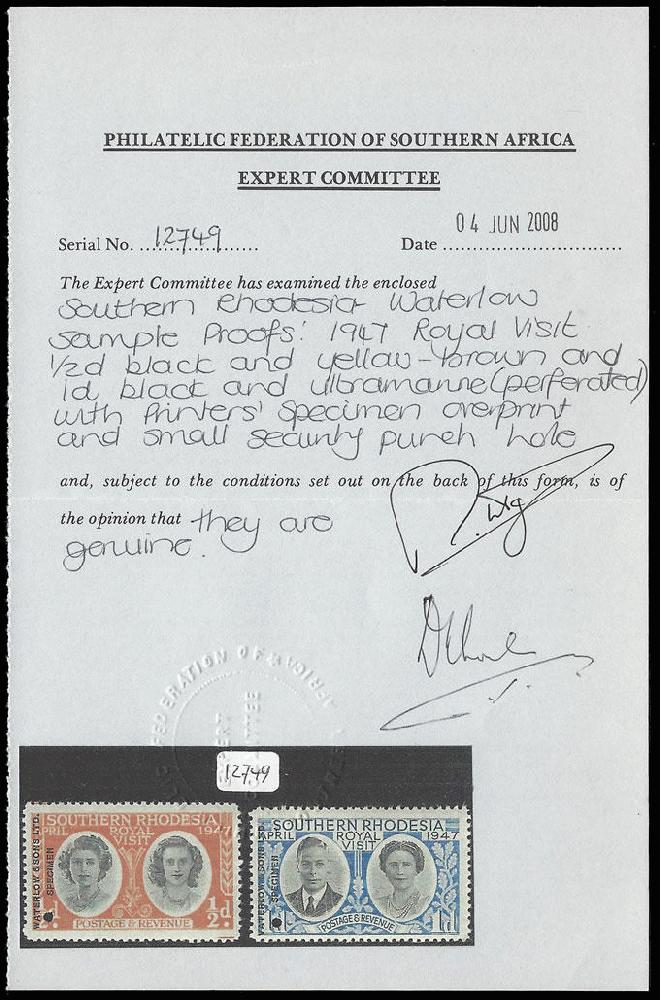 PHILATELIC FEDERATION OF SOUTHERN AFRICA
EXPERT COMMITTEE
Serial No. 12749
Date 04 JUN 2008
The Expert Committee has examined the enclosed
Southern Rhodesia Waterlow
Sample Proofs: 1947 Royal Visit
½d black and yellow-brown and
1d black and ultramarine (perforated)
with Printers' Specimen overprint
and small security punch hole
and, subject to the conditions set out on the back of this form, is of
the opinion that they are
genuine.
FEDERATION OF
12749
SOUTHERN RHODESIA
APRIL ROYAL 1947
VISIT
WATERLOW & SONS LTD.
SPECIMEN
½d. ½d.
POSTAGE & REVENUE
SOUTHERN RHODESIA
APRIL ROYAL 1947
VISIT
WATERLOW & SONS LTD.
SPECIMEN
1d
POSTAGE & REVENUE